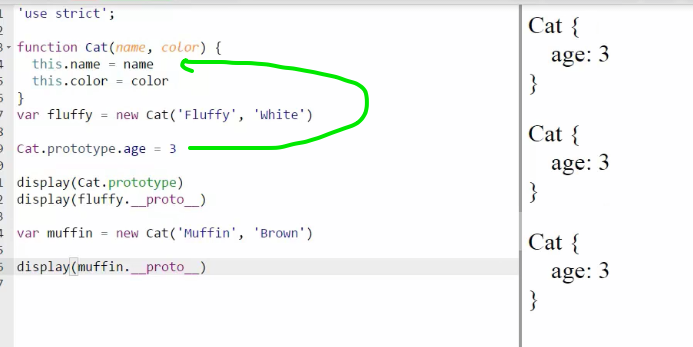 'use strict';
function Cat(name, color) {
this.name = name
this.color = color
}
var fluffy = new Cat('Fluffy', 'White')
Cat.prototype.age = 3
display(Cat.prototype)
display(fluffy.__proto__)
var muffin = new Cat('Muffin', 'Brown')
display(muffin.__proto__)
Cat {
age: 3
}
Cat {
age: 3
}
Cat {
age: 3
}